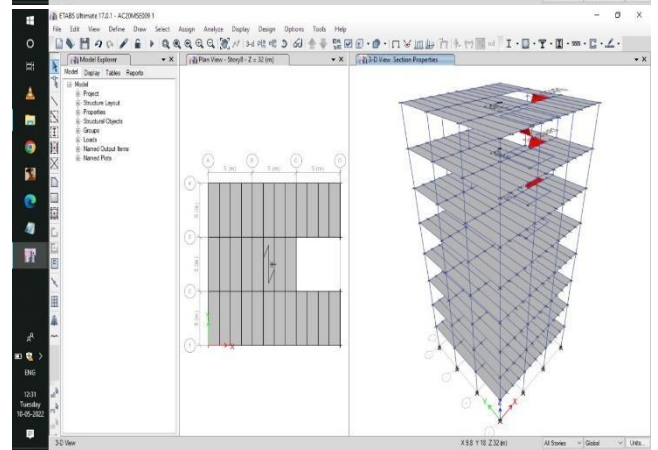 ETABS Ultimate 17.0.1 - AC20MSE009 1
File Edit View Define Draw Select Assign Analyze Display Design Options Tools Help
Model Explorer
Plan View - Story8 - Z = 32 (m)
3-D View Section Properties
Model Display Tables Reports
Model
Project
Structure Layout
Properties
Structural Objects
Groups
Loads
Named Output Items
Named Plots
A B C D
5 (m) 5 (m) 5 (m)
Y
X
Y X
ENG
12:31
Tuesday
10-05-2022
3-D View
X 9.8 Y 18 Z 32 (m)
All Stories
Global
Units...